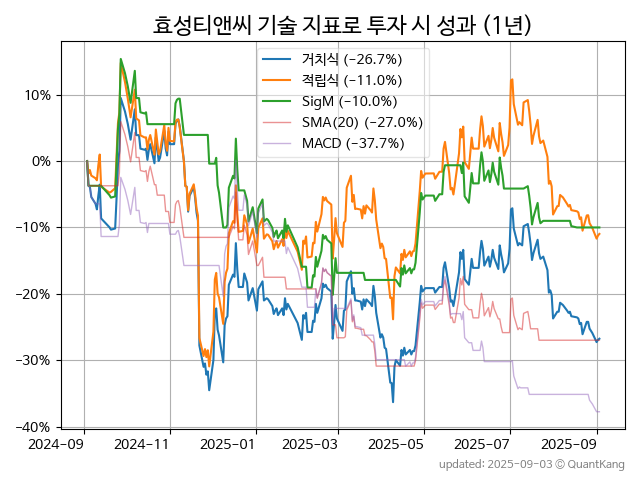 효성티앤씨 기술 지표로 투자 시 성과 (1년)
거치식 (−26.7%)
적립식 (−11.0%)
SigM (−10.0%)
SMA(20) (−27.0%)
MACD (−37.7%)
10%
0%
−10%
−20%
−30%
−40%
2024−09
2024−11
2025−01
2025−03
2025−05
2025−07
2025−09
updated: 2025−09−03 ⓒ QuantKang